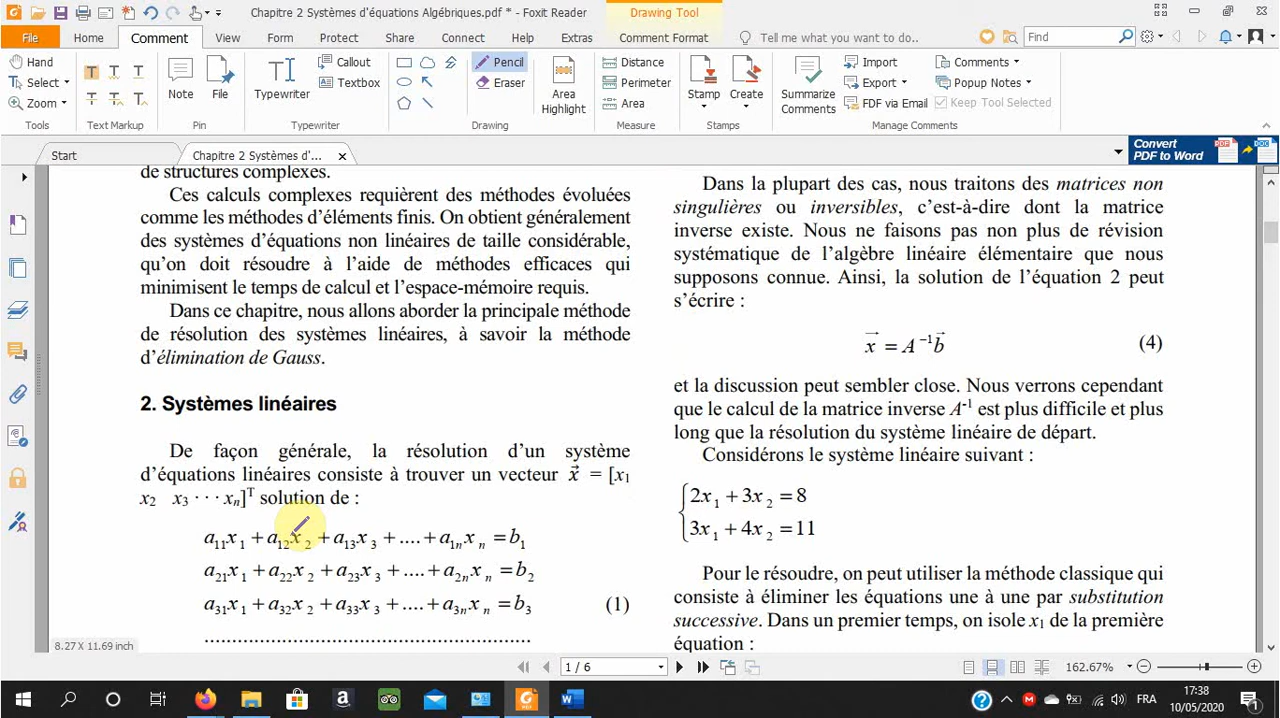 Chapitre 2 Systèmes d'équations Algébriques.pdf * - Foxit Reader
Drawing Tool
File Home Comment View Form Protect Share Connect Help Extras Comment Format Tell me what you want to do.. Find
Hand
Select
Zoom
Tools
Text Markup
Note
File
Pin
Typewriter
Callout
Textbox
Typewriter
Pencil
Eraser
Drawing
Area Highlight
Distance
Perimeter
Area
Measure
Stamp
Create
Stamps
Summarize Comments
Import
Export
FDF via Email
Comments
Popup Notes
Keep Tool Selected
Manage Comments
Start
Chapitre 2 Systèmes d'...
Convert
PDF to Word
de structures complexes.
Ces calculs complexes requièrent des méthodes évoluées
comme les méthodes d'éléments finis. On obtient généralement
des systèmes d'équations non linéaires de taille considérable,
qu'on doit résoudre à l'aide de méthodes efficaces qui
minimisent le temps de calcul et l'espace-mémoire requis.
Dans ce chapitre, nous allons aborder la principale méthode
de résolution des systèmes linéaires, à savoir la méthode
d'élimination de Gauss.
2. Systèmes linéaires
De façon générale, la résolution d'un système
d'équations linéaires consiste à trouver un vecteur x⃗ = [x₁
x₂ x₃ · · · xₙ]ᵀ solution de :
a₁₁x₁ + a₁₂x₂ + a₁₃x₃ + .... + a₁ₙxₙ = b₁
a₂₁x₁ + a₂₂x₂ + a₂₃x₃ + .... + a₂ₙxₙ = b₂
a₃₁x₁ + a₃₂x₂ + a₃₃x₃ + .... + a₃ₙxₙ = b₃ (1)
......................................................
Dans la plupart des cas, nous traitons des matrices non
singulières ou inversibles, c'est-à-dire dont la matrice
inverse existe. Nous ne faisons pas non plus de révision
systématique de l'algèbre linéaire élémentaire que nous
supposons connue. Ainsi, la solution de l'équation 2 peut
s'écrire :
x⃗ = A⁻¹b⃗ (4)
et la discussion peut sembler close. Nous verrons cependant
que le calcul de la matrice inverse A⁻¹ est plus difficile et plus
long que la résolution du système linéaire de départ.
Considérons le système linéaire suivant :
2x₁ + 3x₂ = 8
3x₁ + 4x₂ = 11
Pour le résoudre, on peut utiliser la méthode classique qui
consiste à éliminer les équations une à une par substitution
successive. Dans un premier temps, on isole x₁ de la première
équation :
8.27 X 11.69 inch
1 / 6
162.67%
FRA
17:38
10/05/2020